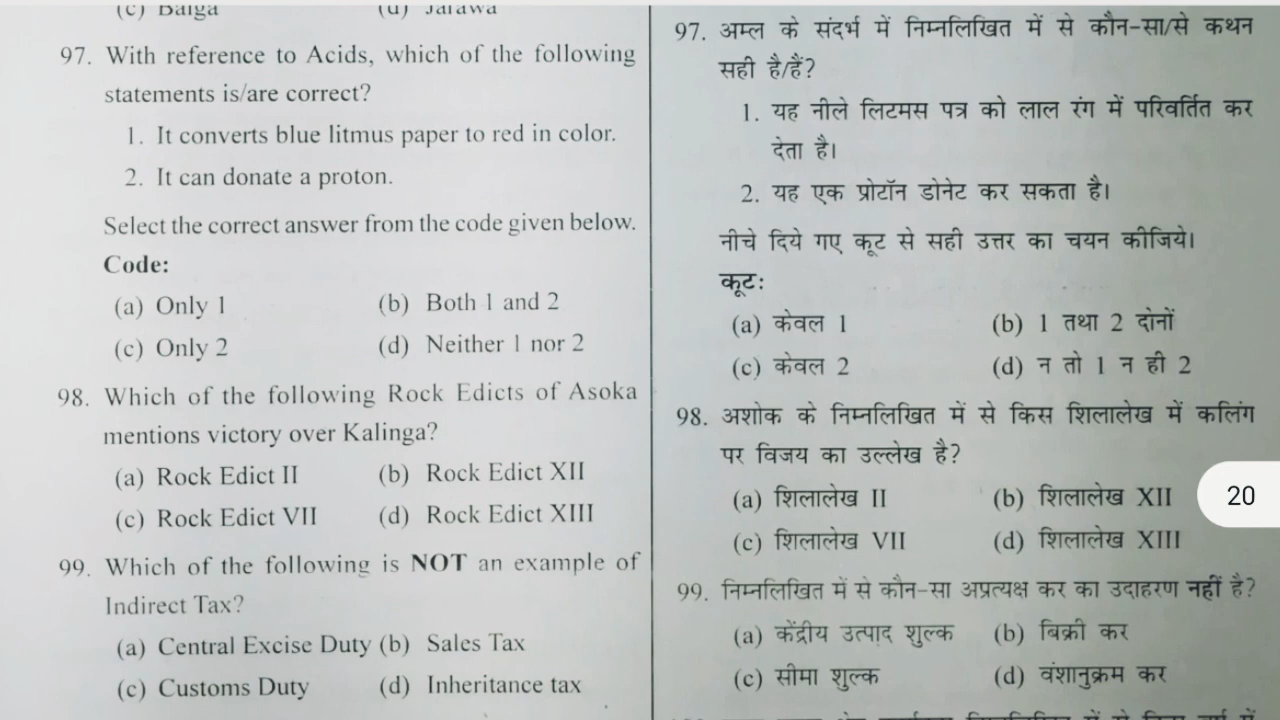 (c) Baiga (d) Jarawa
97. With reference to Acids, which of the following
statements is/are correct?
1. It converts blue litmus paper to red in color.
2. It can donate a proton.
Select the correct answer from the code given below.
Code:
(a) Only 1 (b) Both 1 and 2
(c) Only 2 (d) Neither 1 nor 2
98. Which of the following Rock Edicts of Asoka
mentions victory over Kalinga?
(a) Rock Edict II (b) Rock Edict XII
(c) Rock Edict VII (d) Rock Edict XIII
99. Which of the following is NOT an example of
Indirect Tax?
(a) Central Excise Duty (b) Sales Tax
(c) Customs Duty (d) Inheritance tax
97. अम्ल के संदर्भ में निम्नलिखित में से कौन-सा/से कथन
सही है/हैं?
1. यह नीले लिटमस पत्र को लाल रंग में परिवर्तित कर
देता है।
2. यह एक प्रोटॉन डोनेट कर सकता है।
नीचे दिये गए कूट से सही उत्तर का चयन कीजिये।
कूटः
(a) केवल 1 (b) 1 तथा 2 दोनों
(c) केवल 2 (d) न तो 1 न ही 2
98. अशोक के निम्नलिखित में से किस शिलालेख में कलिंग
पर विजय का उल्लेख है?
(a) शिलालेख II (b) शिलालेख XII
(c) शिलालेख VII (d) शिलालेख XIII
99. निम्नलिखित में से कौन-सा अप्रत्यक्ष कर का उदाहरण नहीं है?
(a) केंद्रीय उत्पाद शुल्क (b) बिक्री कर
(c) सीमा शुल्क (d) वंशानुक्रम कर
20